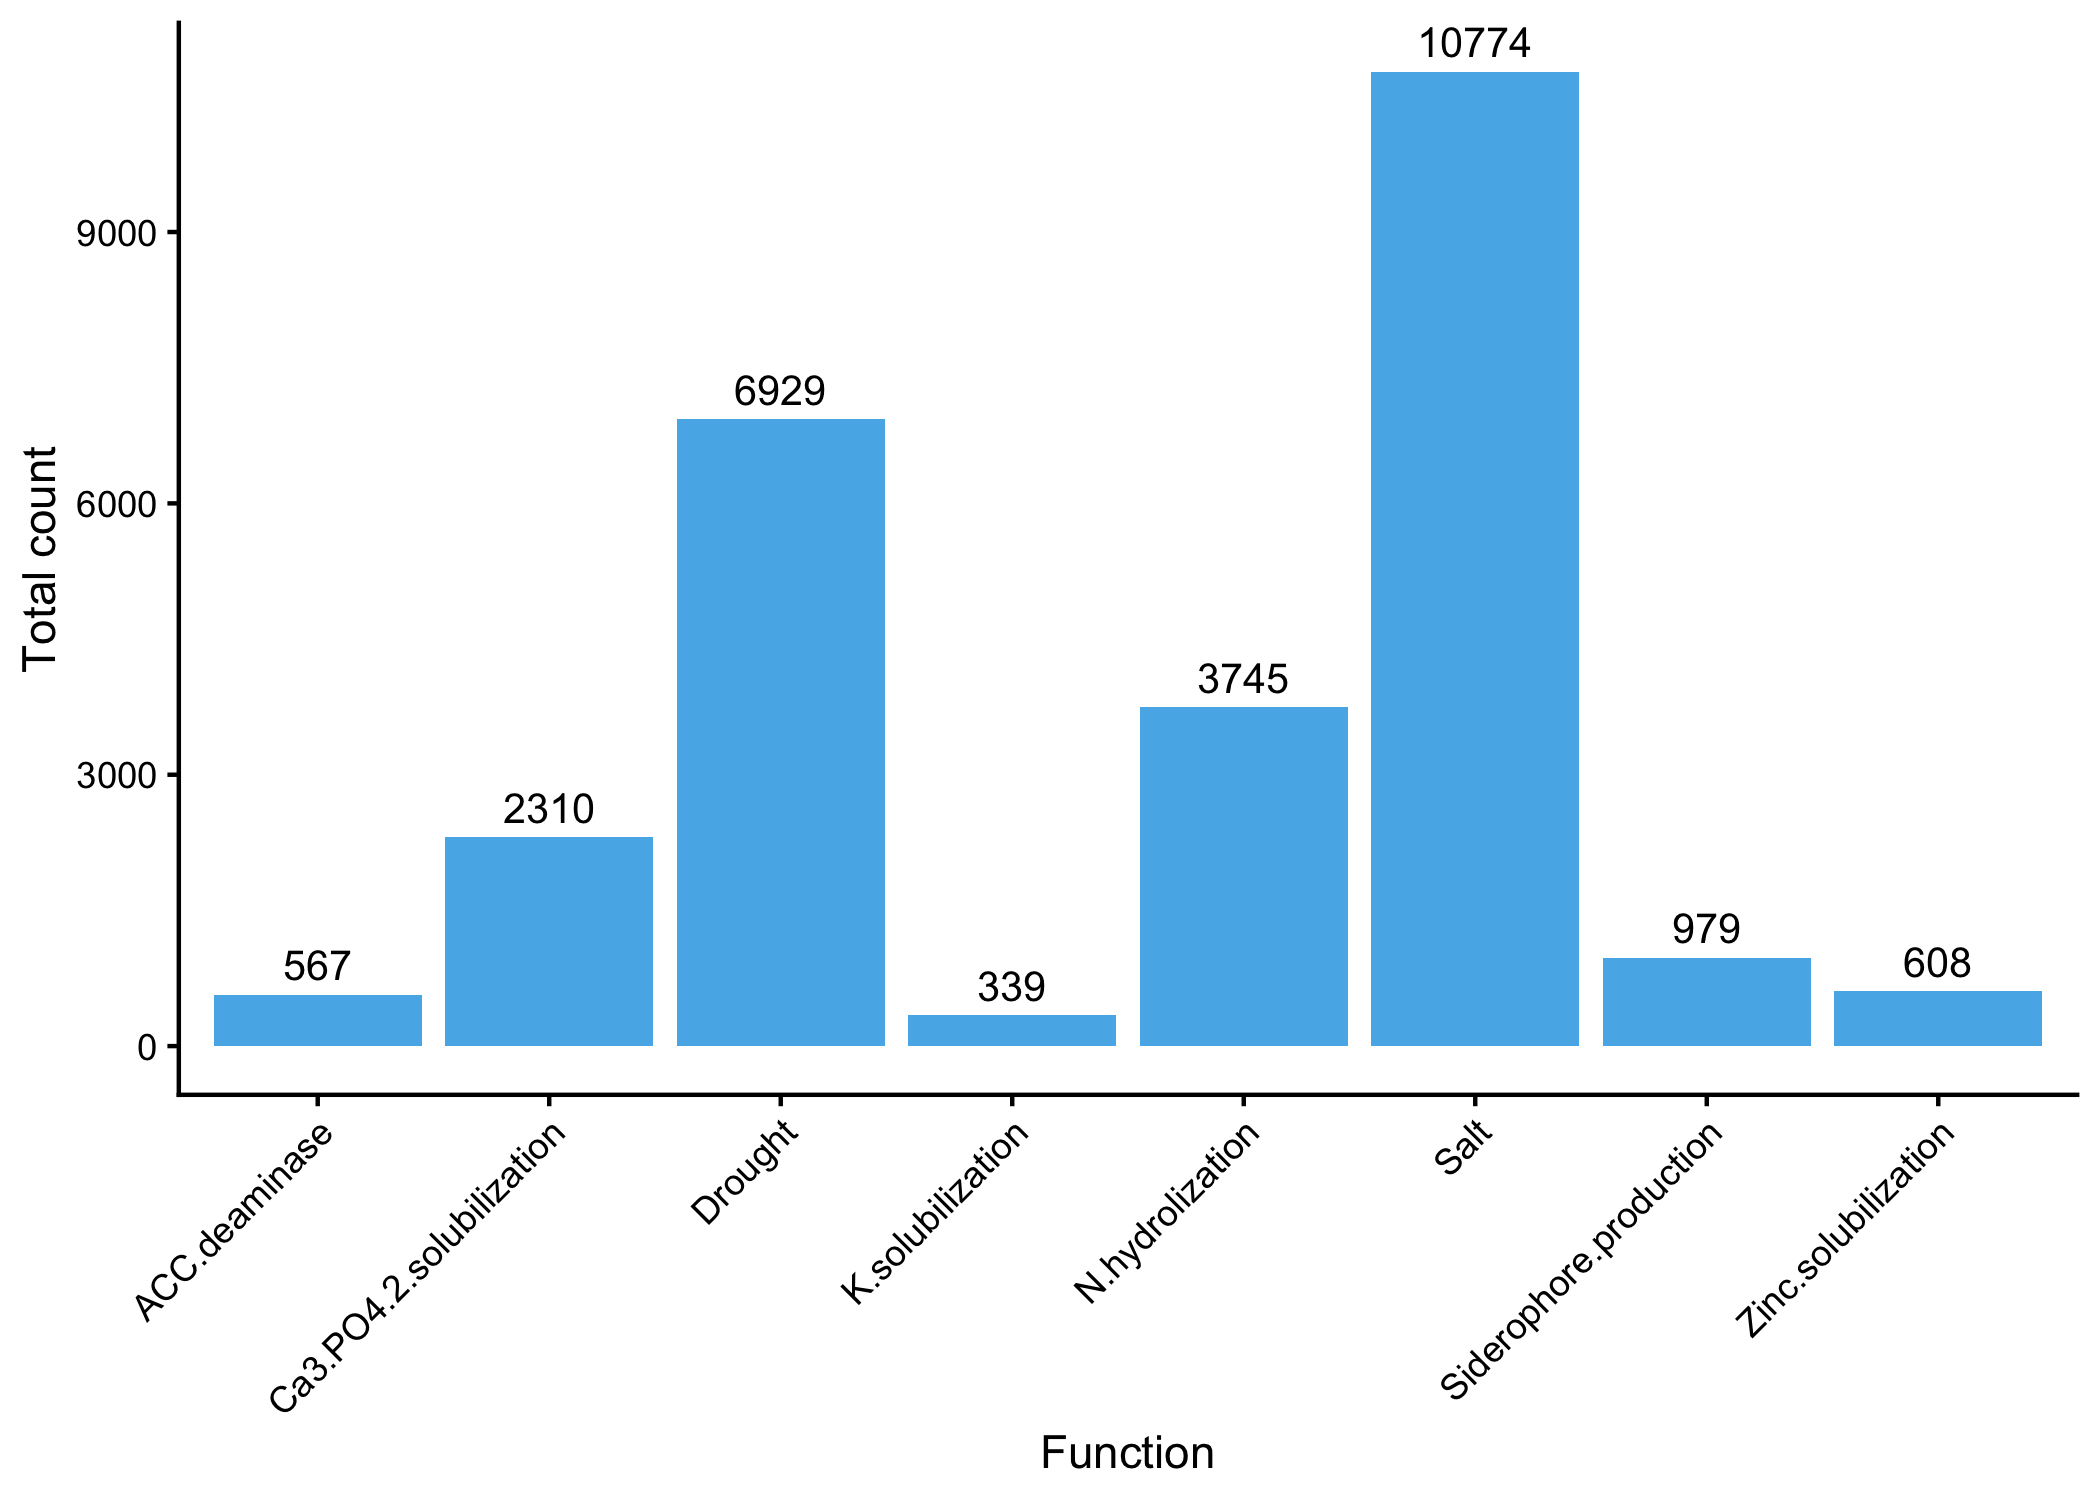 10774
9000
6929
6000
3745
3000
2310
979
608
567
339
0
Total count
ACC.deaminase
Ca3.PO4.2.solubilization
Drought
K.solubilization
N.hydrolization
Salt
Siderophore.production
Zinc.solubilization
Function